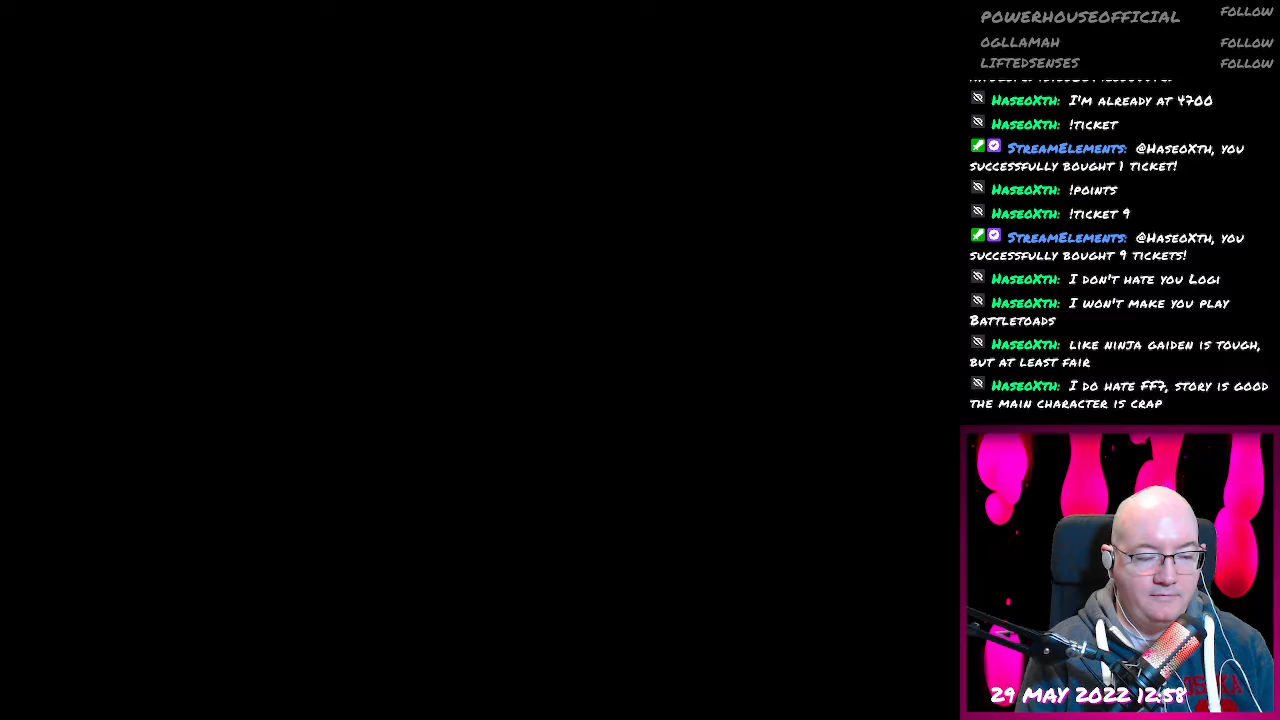 POWERHOUSEOFFICIAL FOLLOW
OGLLAMAH FOLLOW
LIFTEDSENSES FOLLOW
HaseoXth: I'm already at 4700
HaseoXth: !ticket
StreamElements: @HaseoXth, you
successfully bought 1 ticket!
HaseoXth: !points
HaseoXth: !ticket 9
StreamElements: @HaseoXth, you
successfully bought 9 tickets!
HaseoXth: I don't hate you Logi
HaseoXth: I won't make you play
Battletoads
HaseoXth: like ninja gaiden is tough,
but at least fair
HaseoXth: I do hate FF7, story is good
the main character is crap
29 MAY 2022 12:58